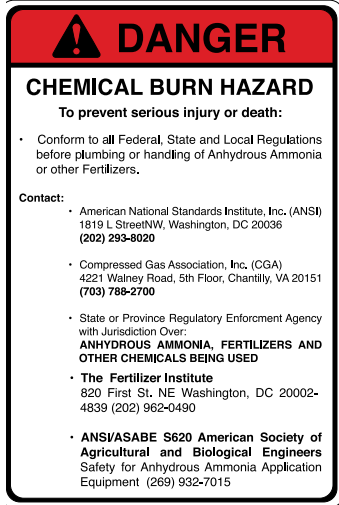 DANGER
CHEMICAL BURN HAZARD
To prevent serious injury or death:
• Conform to all Federal, State and Local Regulations
before plumbing or handling of Anhydrous Ammonia
or other Fertilizers.
Contact:
• American National Standards Institute, Inc. (ANSI)
1819 L StreetNW, Washington, DC 20036
(202) 293-8020
• Compressed Gas Association, Inc. (CGA)
4221 Walney Road, 5th Floor, Chantilly, VA 20151
(703) 788-2700
• State or Province Regulatory Enforcment Agency
with Jurisdiction Over:
ANHYDROUS AMMONIA, FERTILIZERS AND
OTHER CHEMICALS BEING USED
• The Fertilizer Institute
820 First St. NE Washington, DC 20002-
4839 (202) 962-0490
• ANSI/ASABE S620 American Society of
Agricultural and Biological Engineers
Safety for Anhydrous Ammonia Application
Equipment (269) 932-7015